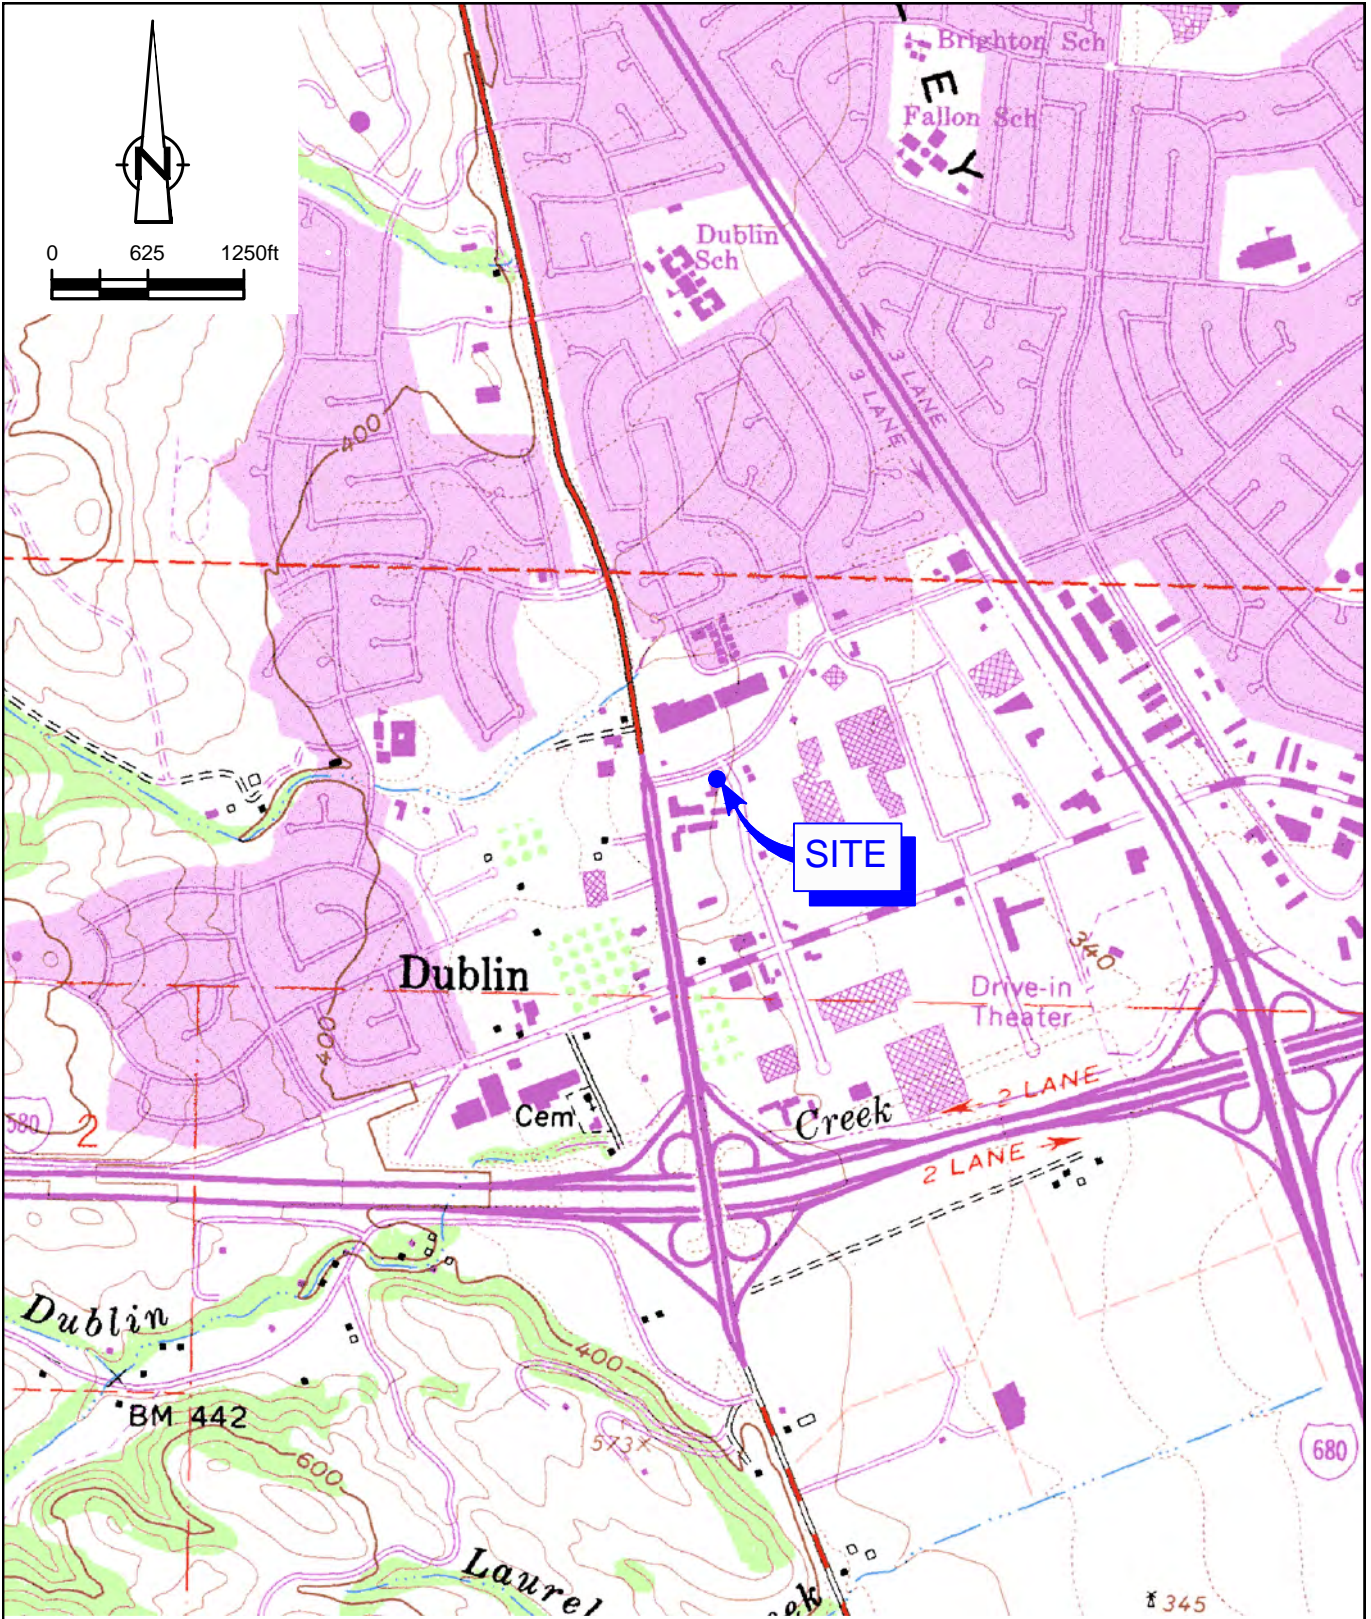 Brighton Sch
E
Fallon Sch
Y
N
0 625 1250ft
Dublin
Sch
3 LANE
3 LANE
400
SITE
340
Dublin
Drive-in
Theater
400
2 LANE
Creek
Cem
580
2
2 LANE
Dublin
400
BM 442
573
600
680
Laurel
eek
345